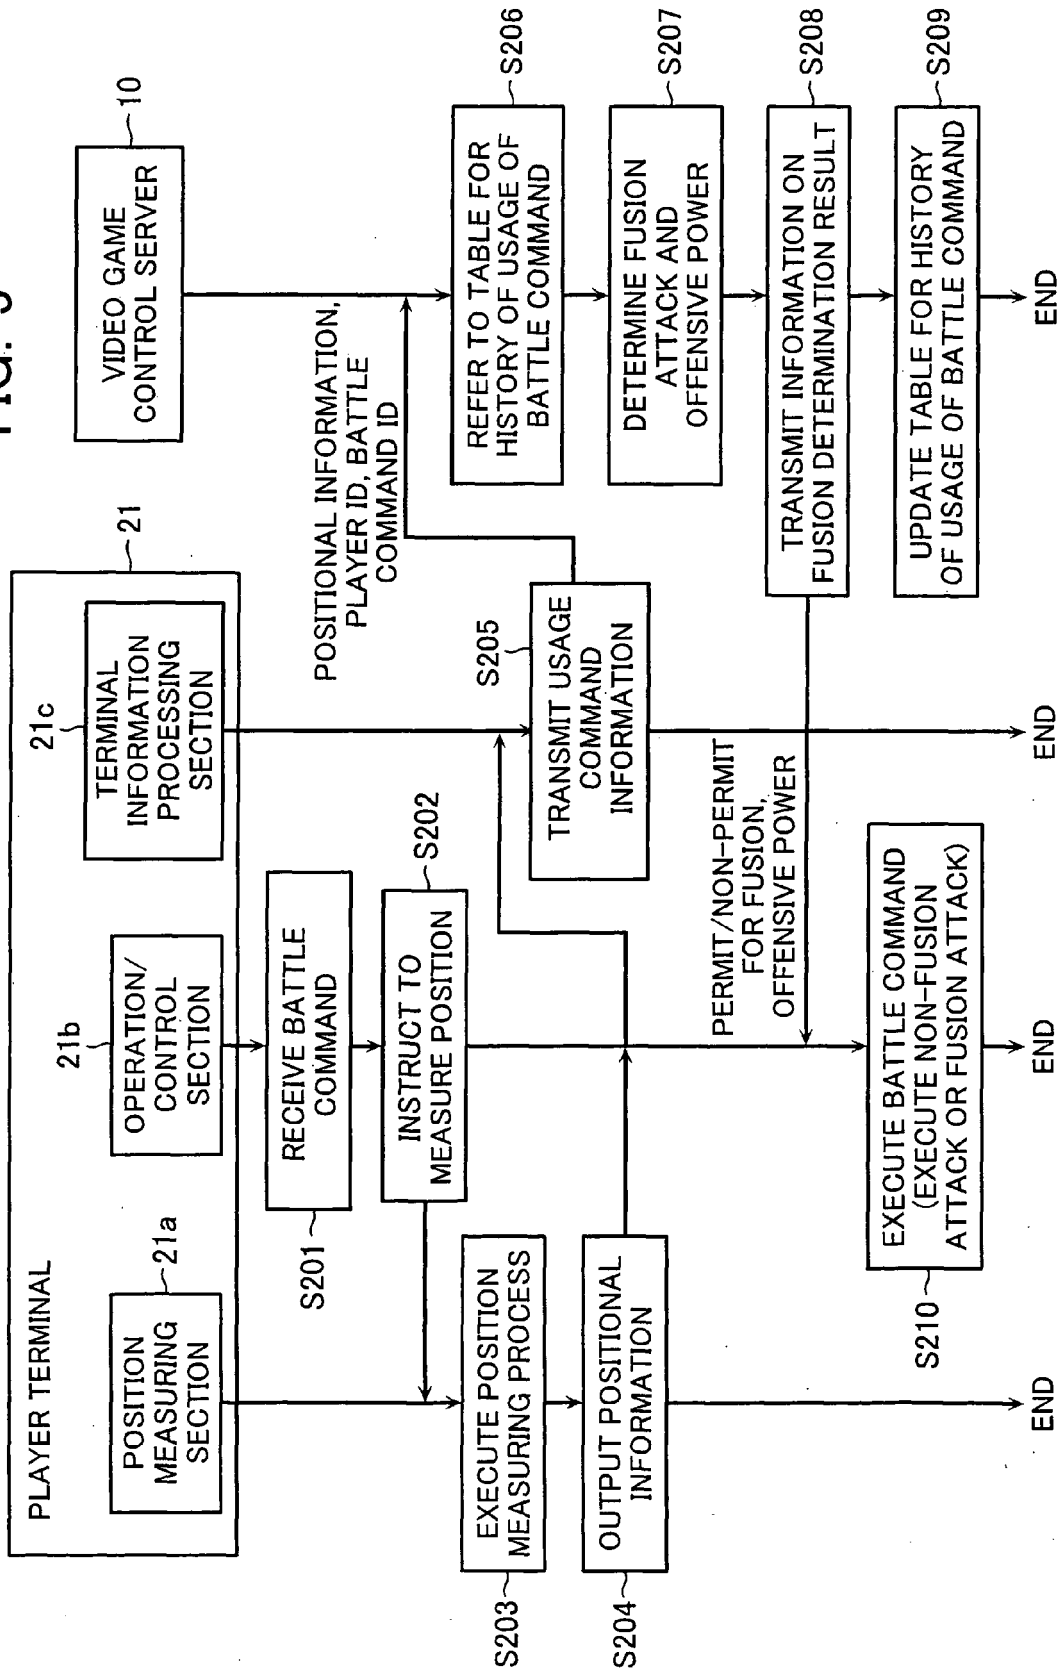 PLAYER TERMINAL
21
POSITION
MEASURING
SECTION
21a
OPERATION/
CONTROL
SECTION
21b
TERMINAL
INFORMATION
PROCESSING
SECTION
21c
VIDEO GAME
CONTROL SERVER
10
RECEIVE BATTLE
COMMAND
S201
INSTRUCT TO
MEASURE POSITION
S202
EXECUTE POSITION
MEASURING PROCESS
S203
OUTPUT POSITIONAL
INFORMATION
S204
TRANSMIT USAGE
COMMAND
INFORMATION
S205
POSITIONAL INFORMATION,
PLAYER ID, BATTLE
COMMAND ID
REFER TO TABLE FOR
HISTORY OF USAGE OF
BATTLE COMMAND
S206
DETERMINE FUSION
ATTACK AND
OFFENSIVE POWER
S207
TRANSMIT INFORMATION ON
FUSION DETERMINATION RESULT
S208
UPDATE TABLE FOR HISTORY
OF USAGE OF BATTLE COMMAND
S209
PERMIT/NON-PERMIT
FOR FUSION,
OFFENSIVE POWER
EXECUTE BATTLE COMMAND
(EXECUTE NON-FUSION
ATTACK OR FUSION ATTACK)
S210
END
END
END
END